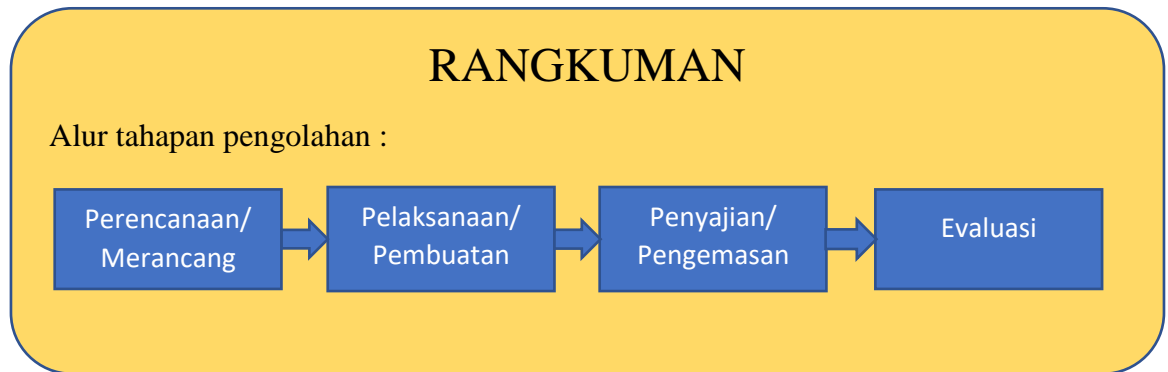 RANGKUMAN
Alur tahapan pengolahan :
Perencanaan/
Merancang
Pelaksanaan/
Pembuatan
Penyajian/
Pengemasan
Evaluasi